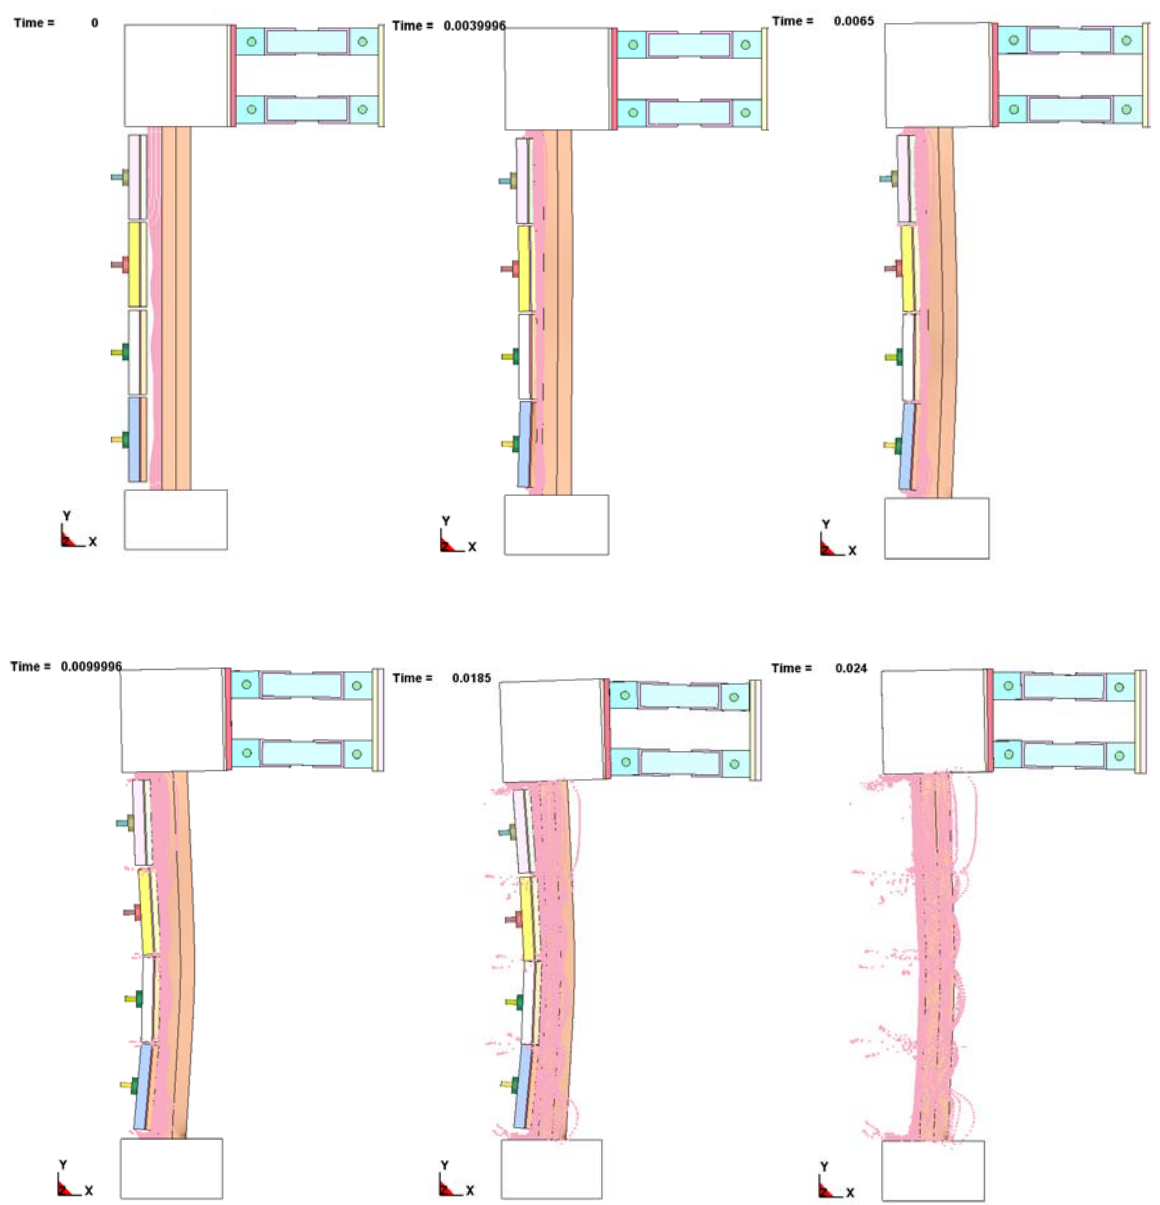 Time = 0
Time = 0.0039996
Time = 0.0065
Y
X
Z
Y
X
Z
Y
X
Z
Time = 0.0099996
Time = 0.0185
Time = 0.024
Y
X
Z
Y
X
Z
Y
X
Z